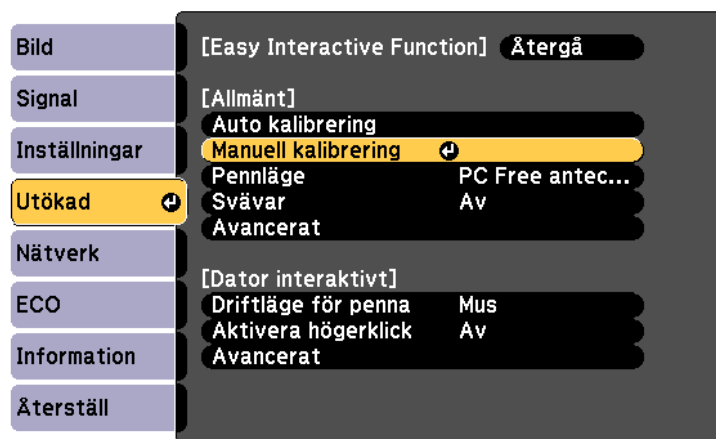 Bild
Signal
Inställningar
Utökad
Nätverk
ECO
Information
Återställ
[Easy Interactive Function] Återgå
[Allmänt]
Auto kalibrering
Manuell kalibrering
Pennläge PC Free antec...
Svävar Av
Avancerat
[Dator interaktivt]
Driftläge för penna Mus
Aktivera högerklick Av
Avancerat